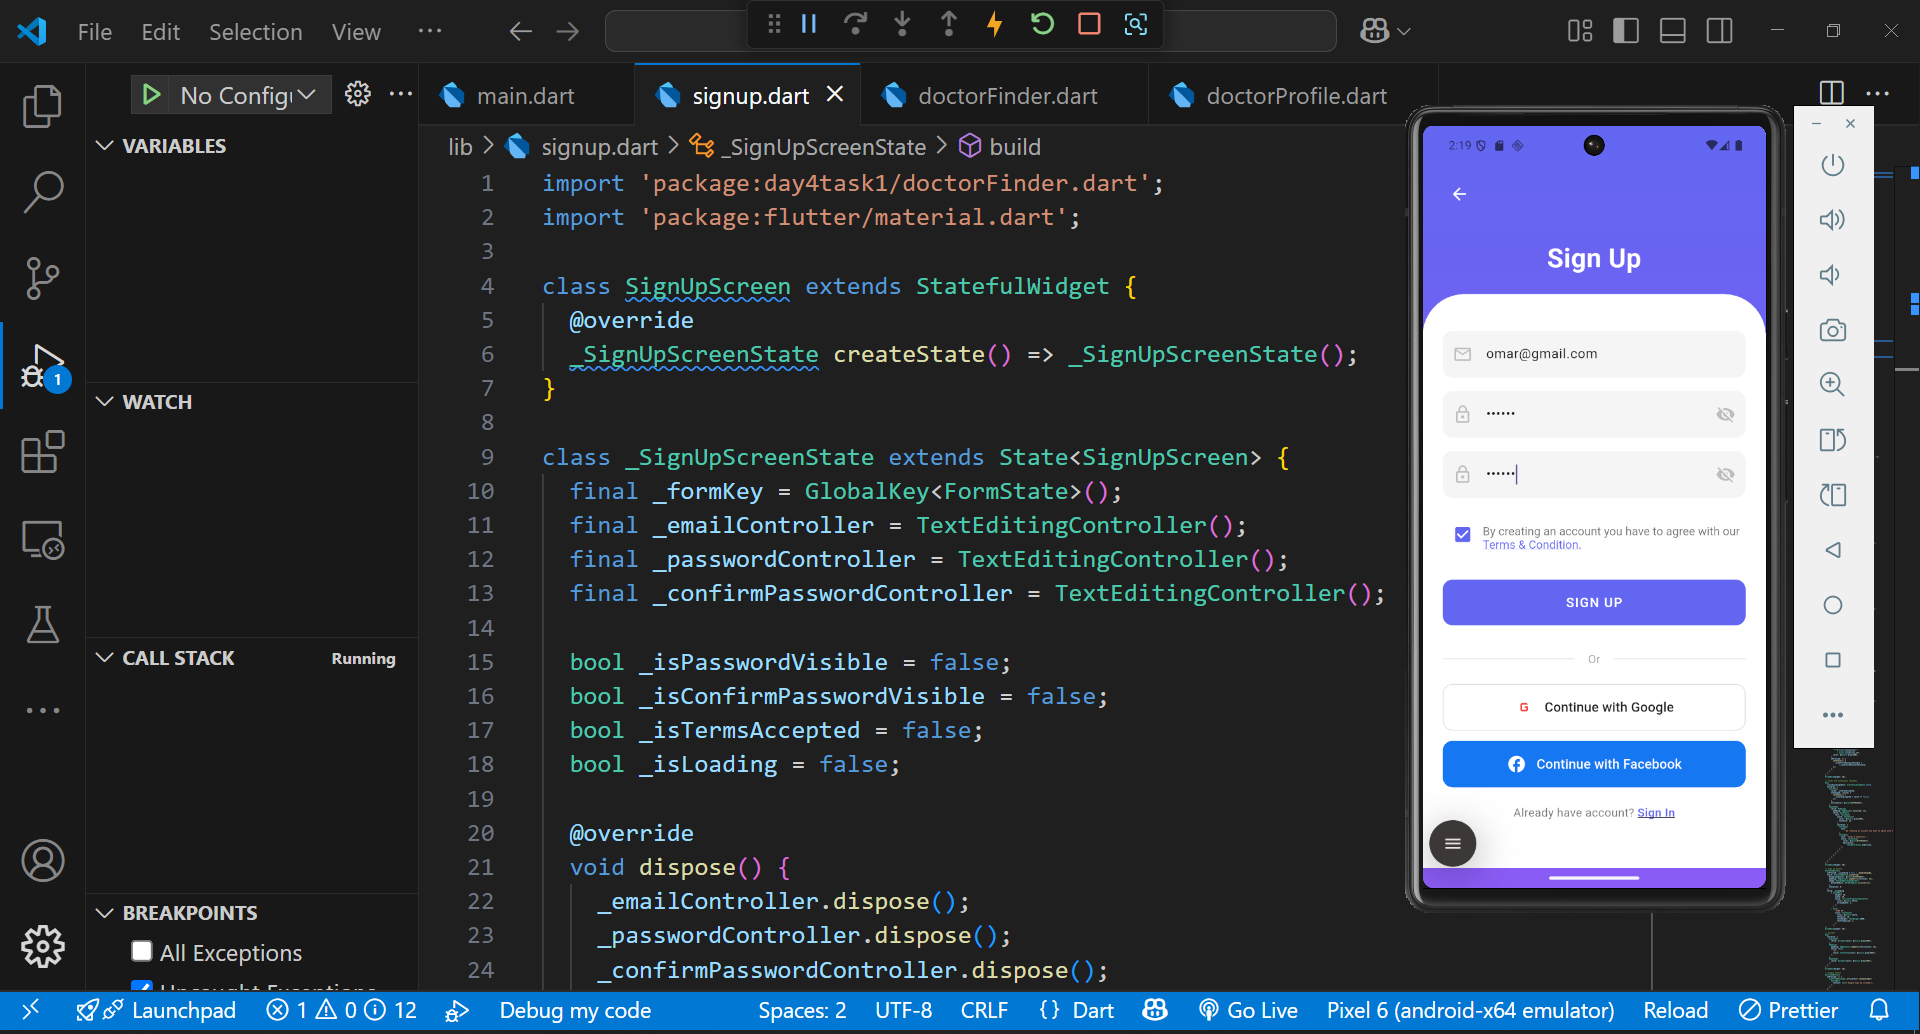 File Edit Selection View ...
No Config
VARIABLES
WATCH
CALL STACK Running
BREAKPOINTS
All Exceptions
Uncaught Exceptions
1
main.dart signup.dart doctorFinder.dart doctorProfile.dart
lib > signup.dart > _SignUpScreenState > build
1 import 'package:day4task1/doctorFinder.dart';
2 import 'package:flutter/material.dart';
3
4 class SignUpScreen extends StatefulWidget {
5 @override
6 _SignUpScreenState createState() => _SignUpScreenState();
7 }
8
9 class _SignUpScreenState extends State<SignUpScreen> {
10 final _formKey = GlobalKey<FormState>();
11 final _emailController = TextEditingController();
12 final _passwordController = TextEditingController();
13 final _confirmPasswordController = TextEditingController();
14
15 bool _isPasswordVisible = false;
16 bool _isConfirmPasswordVisible = false;
17 bool _isTermsAccepted = false;
18 bool _isLoading = false;
19
20 @override
21 void dispose() {
22 _emailController.dispose();
23 _passwordController.dispose();
24 _confirmPasswordController.dispose();
2:19
Sign Up
omar@gmail.com
••••••
••••••
By creating an account you have to agree with our
Terms & Condition.
SIGN UP
Or
G Continue with Google
Continue with Facebook
Already have account? Sign In
Launchpad 1 0 12 Debug my code Spaces: 2 UTF-8 CRLF {} Dart Go Live Pixel 6 (android-x64 emulator) Reload Prettier